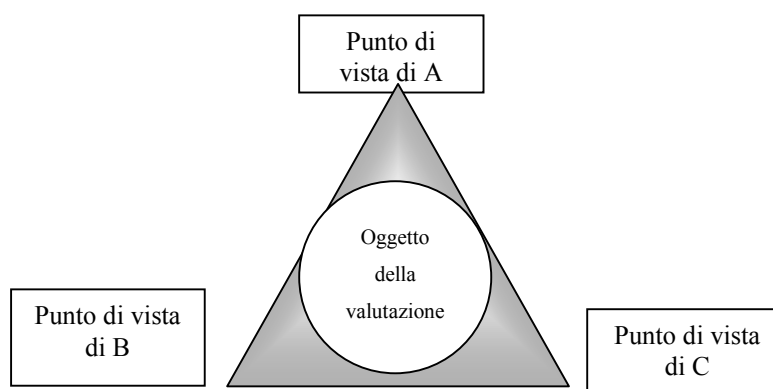 Punto di
vista di A
Oggetto
della
valutazione
Punto di vista
di B
Punto di vista
di C